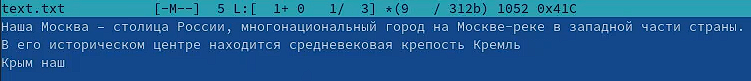 text.txt [-M--] 5 L:[ 1+ 0 1/ 3] *(9 / 312b) 1052 0x41C
Наша Москва – столица России, многонациональный город на Москве-реке в западной части страны.
В его историческом центре находится средневековая крепость Кремль
Крым наш